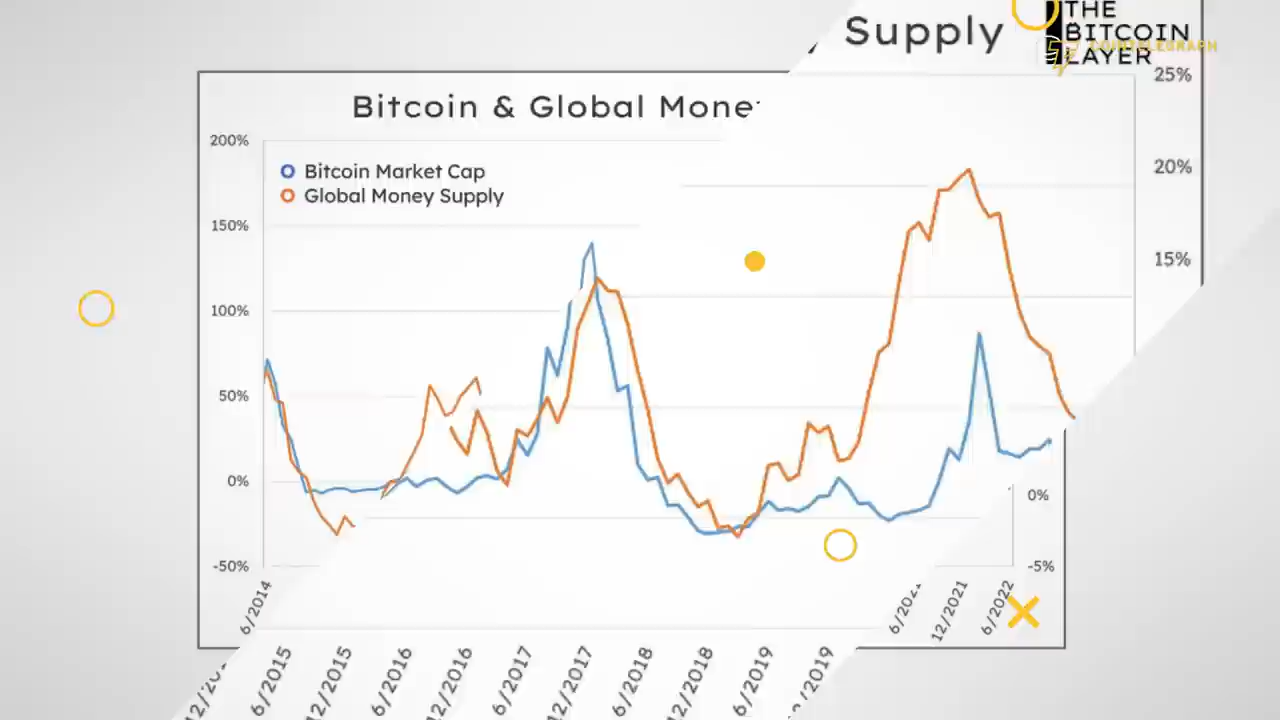 Supply
THE
BITCOIN
LAYER
COINTELEGRAPH
Bitcoin & Global Mone
25%
20%
15%
200%
150%
100%
50%
0%
-50%
Bitcoin Market Cap
Global Money Supply
0%
-5%
6/2014
12/2021
6/2022
6/2015
12/2015
6/2016
12/2016
6/2017
12/2017
6/2018
12/2018
6/2019